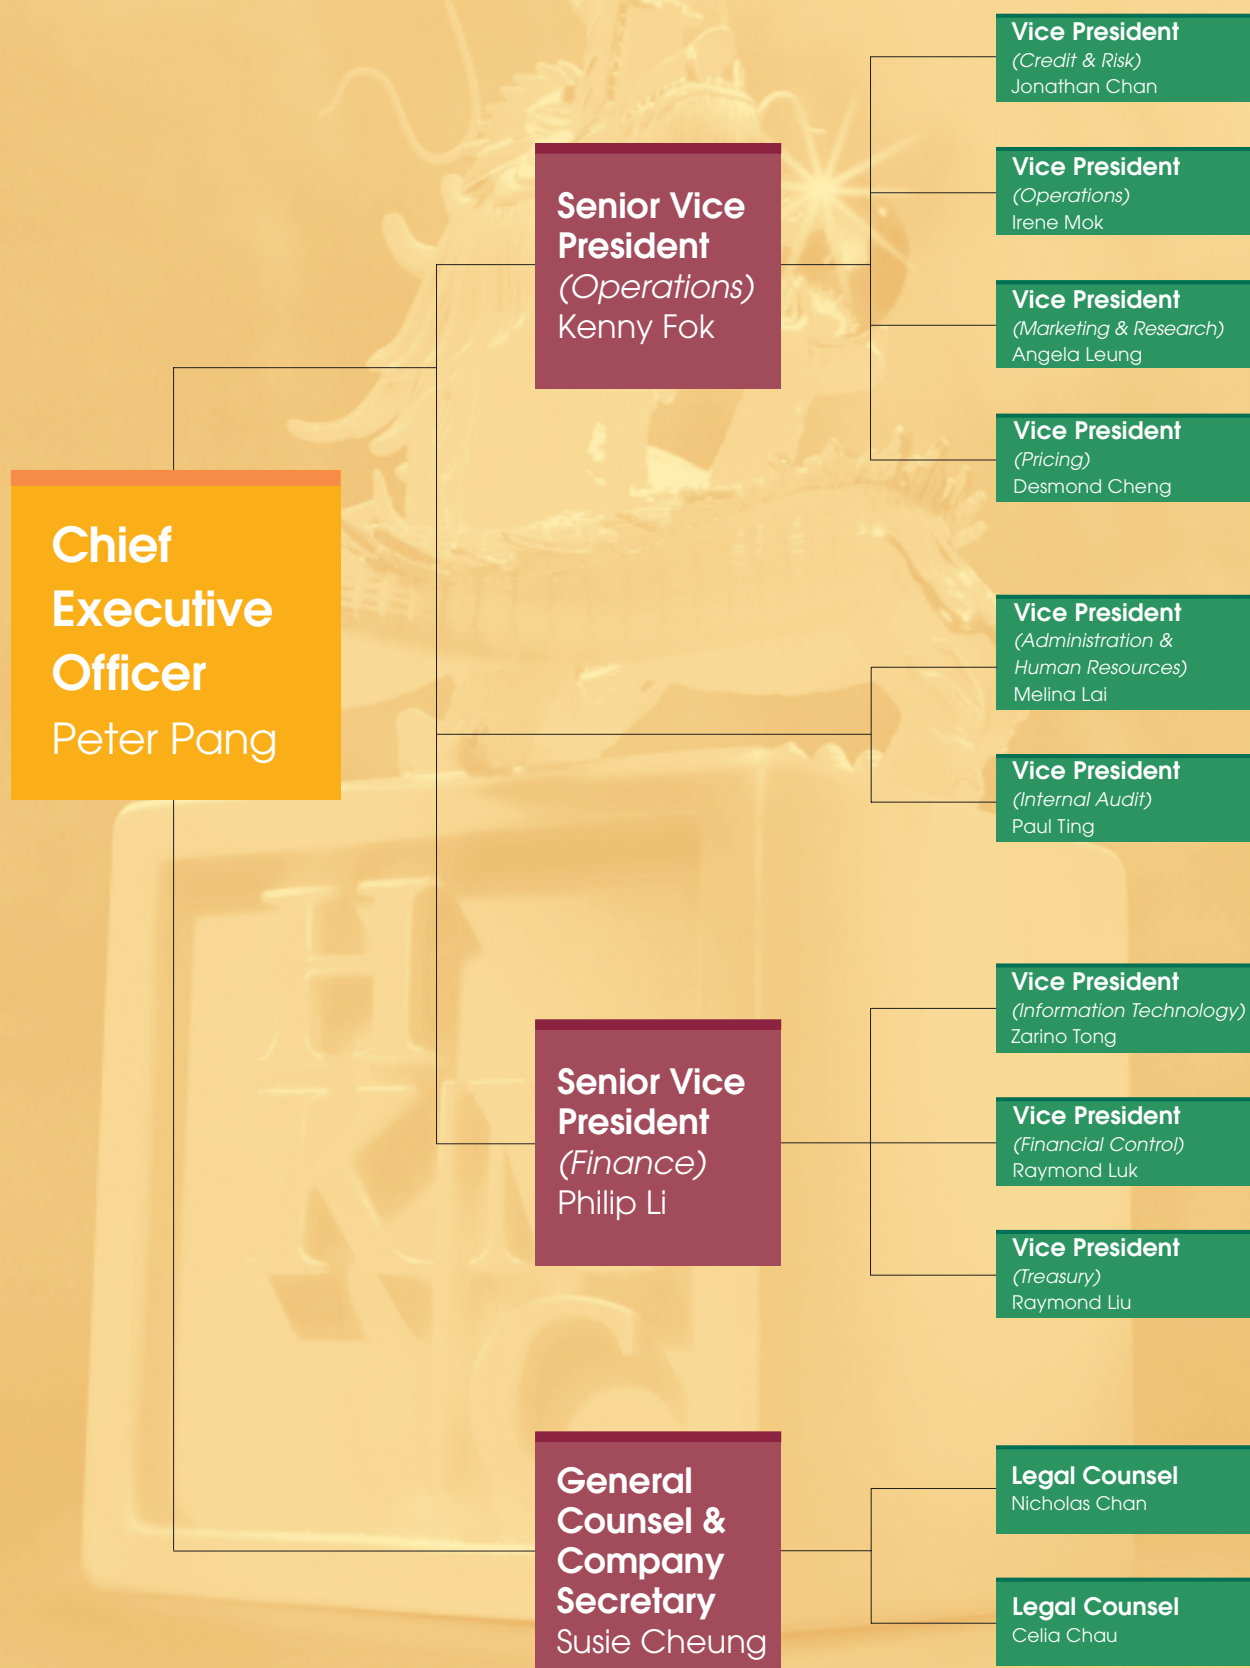 Chief
Executive
Officer
Peter Pang
Senior Vice
President
(Operations)
Kenny Fok
Vice President
(Credit & Risk)
Jonathan Chan
Vice President
(Operations)
Irene Mok
Vice President
(Marketing & Research)
Angela Leung
Vice President
(Pricing)
Desmond Cheng
Vice President
(Administration &
Human Resources)
Melina Lai
Vice President
(Internal Audit)
Paul Ting
Senior Vice
President
(Finance)
Philip Li
Vice President
(Information Technology)
Zarino Tong
Vice President
(Financial Control)
Raymond Luk
Vice President
(Treasury)
Raymond Liu
General
Counsel &
Company
Secretary
Susie Cheung
Legal Counsel
Nicholas Chan
Legal Counsel
Celia Chau
H
K
M
C